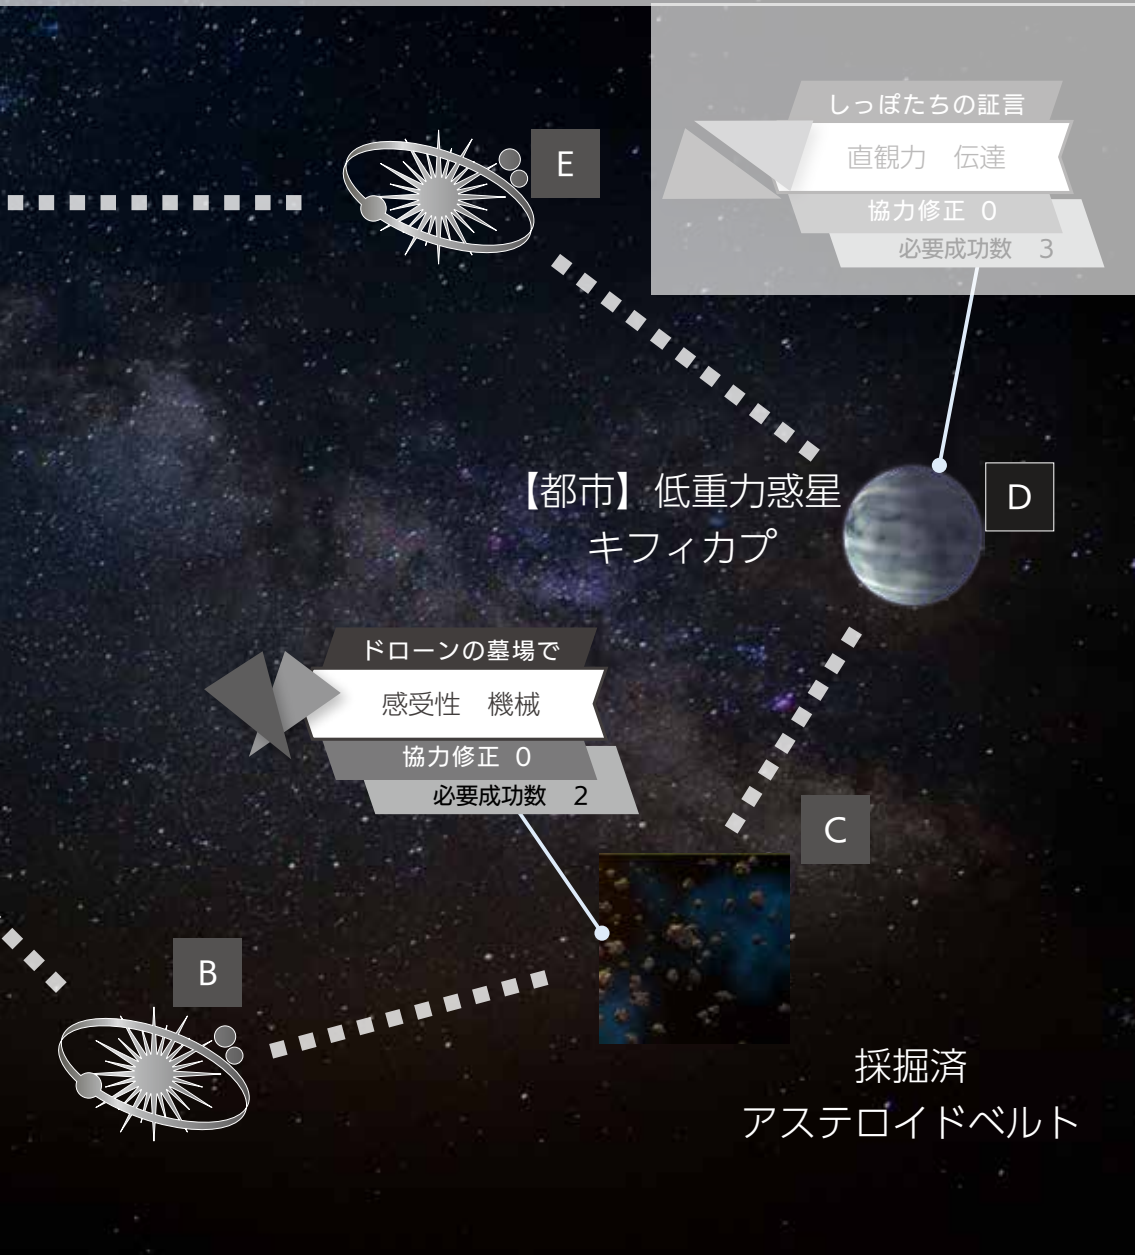 しっぽたちの証言
直観力　伝達
協力修正 0
必要成功数　3
E
【都市】低重力惑星
キフィカプ
D
ドローンの墓場で
感受性　機械
協力修正 0
必要成功数　2
C
B
採掘済
アステロイドベルト